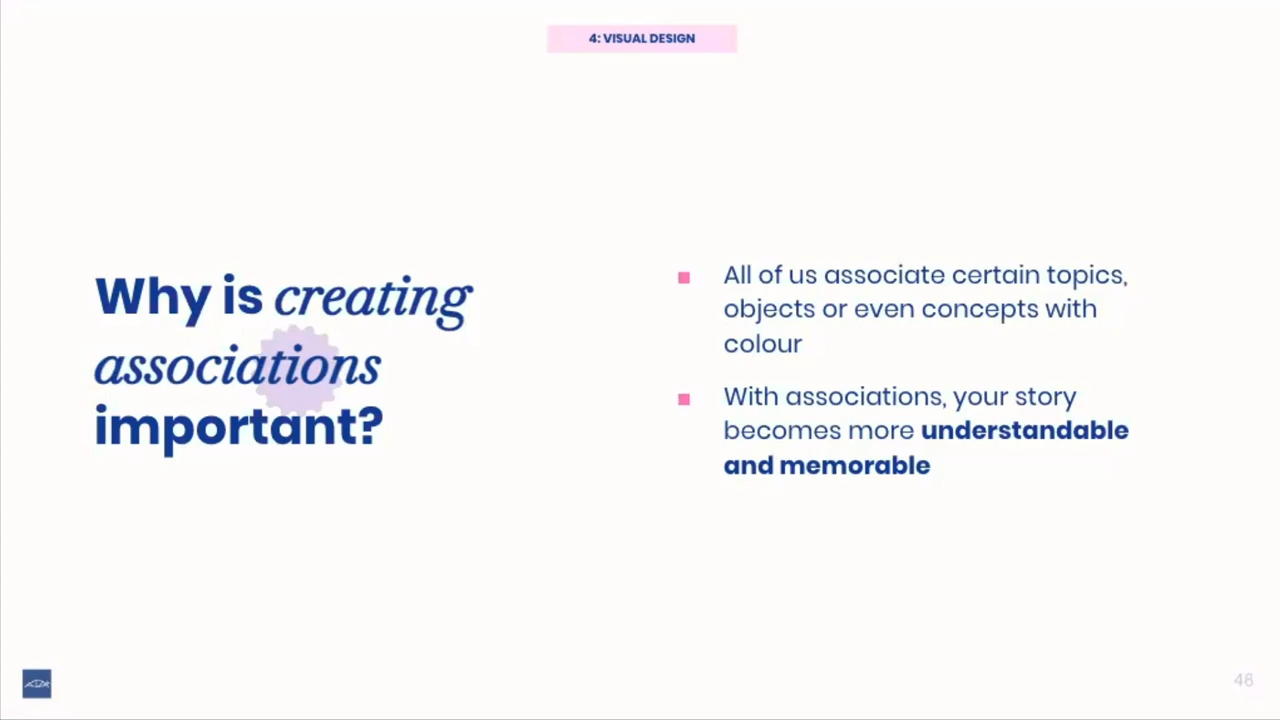 4: VISUAL DESIGN
Why is creating
associations
important?
All of us associate certain topics,
objects or even concepts with
colour
With associations, your story
becomes more understandable
and memorable
48